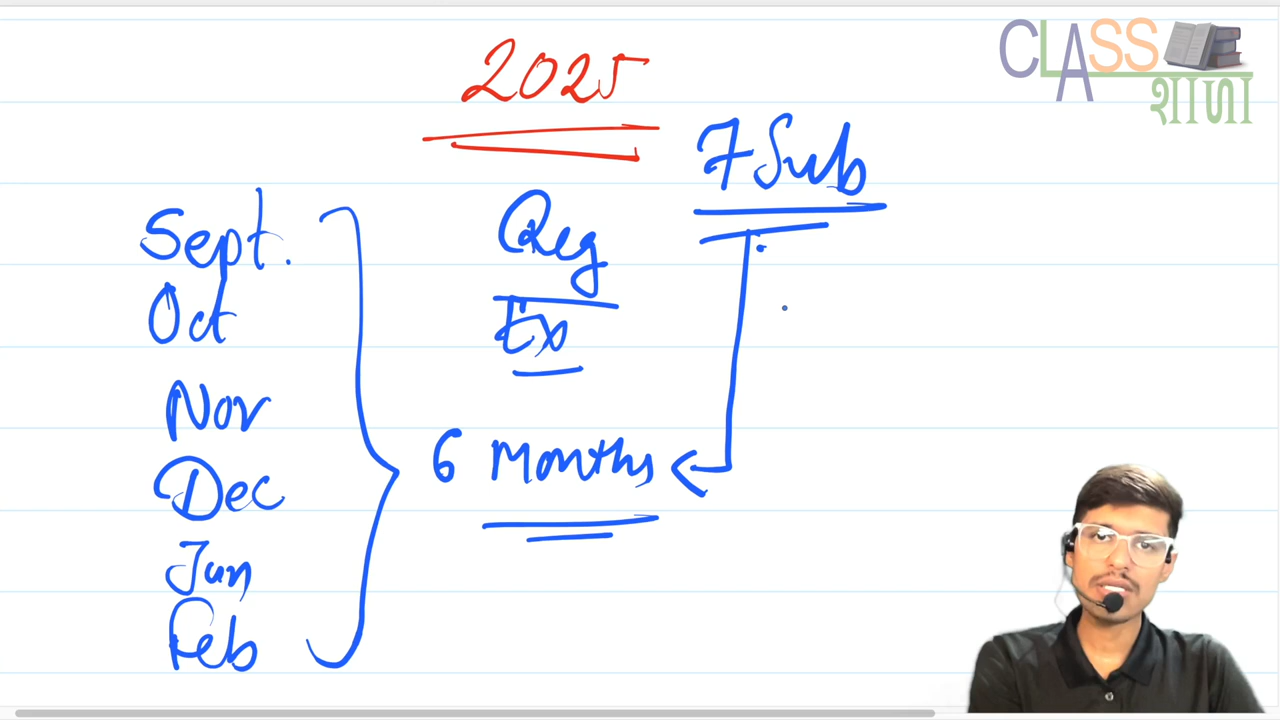 CLASS
शाळा
2025
7 Sub
Sept.
Reg
Oct
Ex
Nov
6 Months
Dec
Jan
Feb